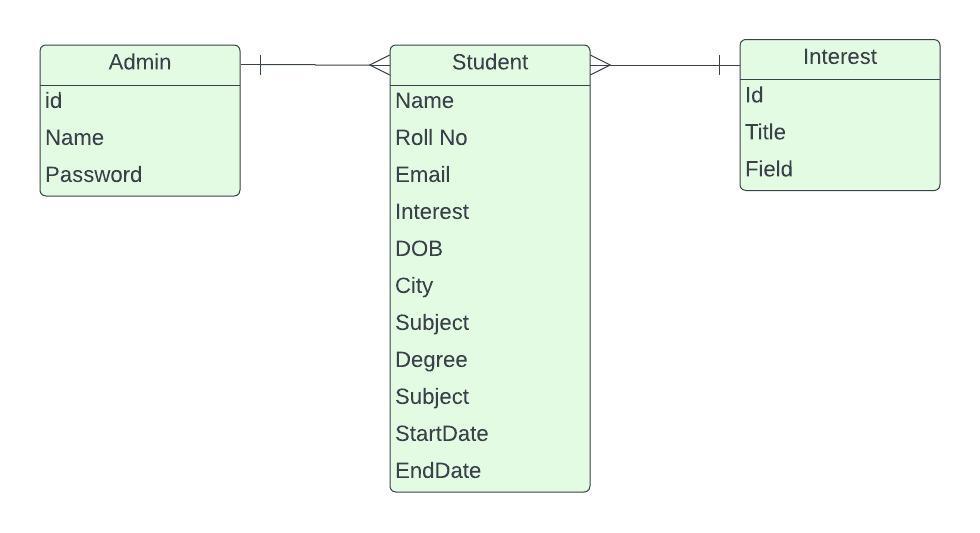 Admin
id
Name
Password
Student
Name
Roll No
Email
Interest
DOB
City
Subject
Degree
Subject
StartDate
EndDate
Interest
Id
Title
Field